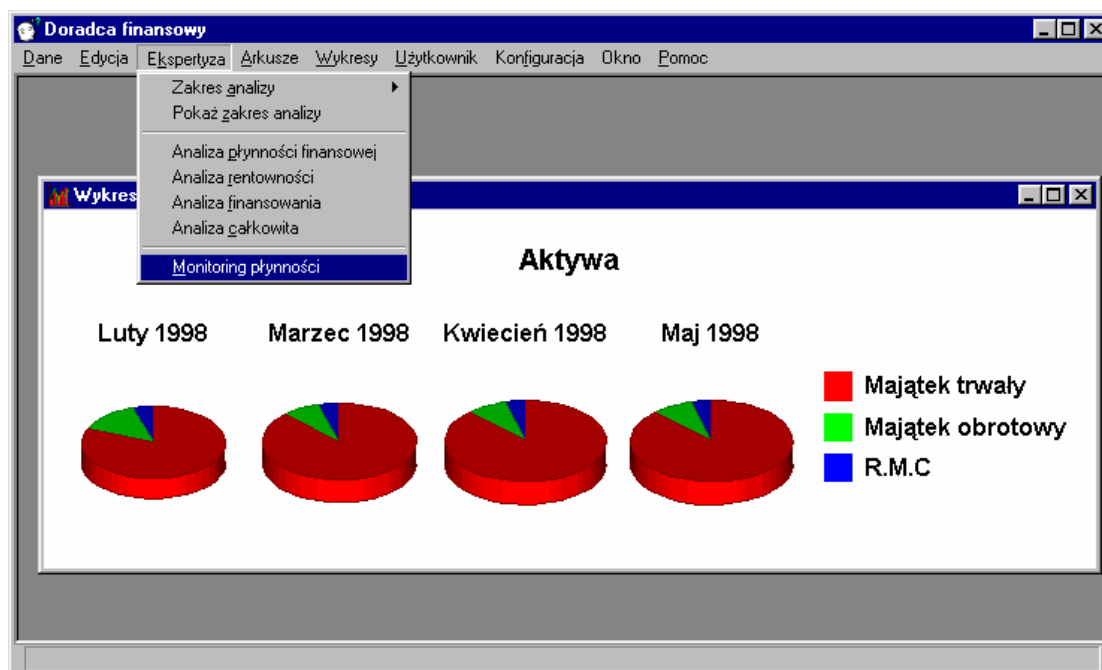 Doradca finansowy
Dane Edycja Ekspertyza Arkusze Wykresy Użytkownik Konfiguracja Okno Pomoc
Zakres analizy
Pokaż zakres analizy
Analiza płynności finansowej
Analiza rentowności
Analiza finansowania
Analiza całkowita
Monitoring płynności
Wykres
Aktywa
Luty 1998 Marzec 1998 Kwiecień 1998 Maj 1998
Majątek trwały
Majątek obrotowy
R.M.C